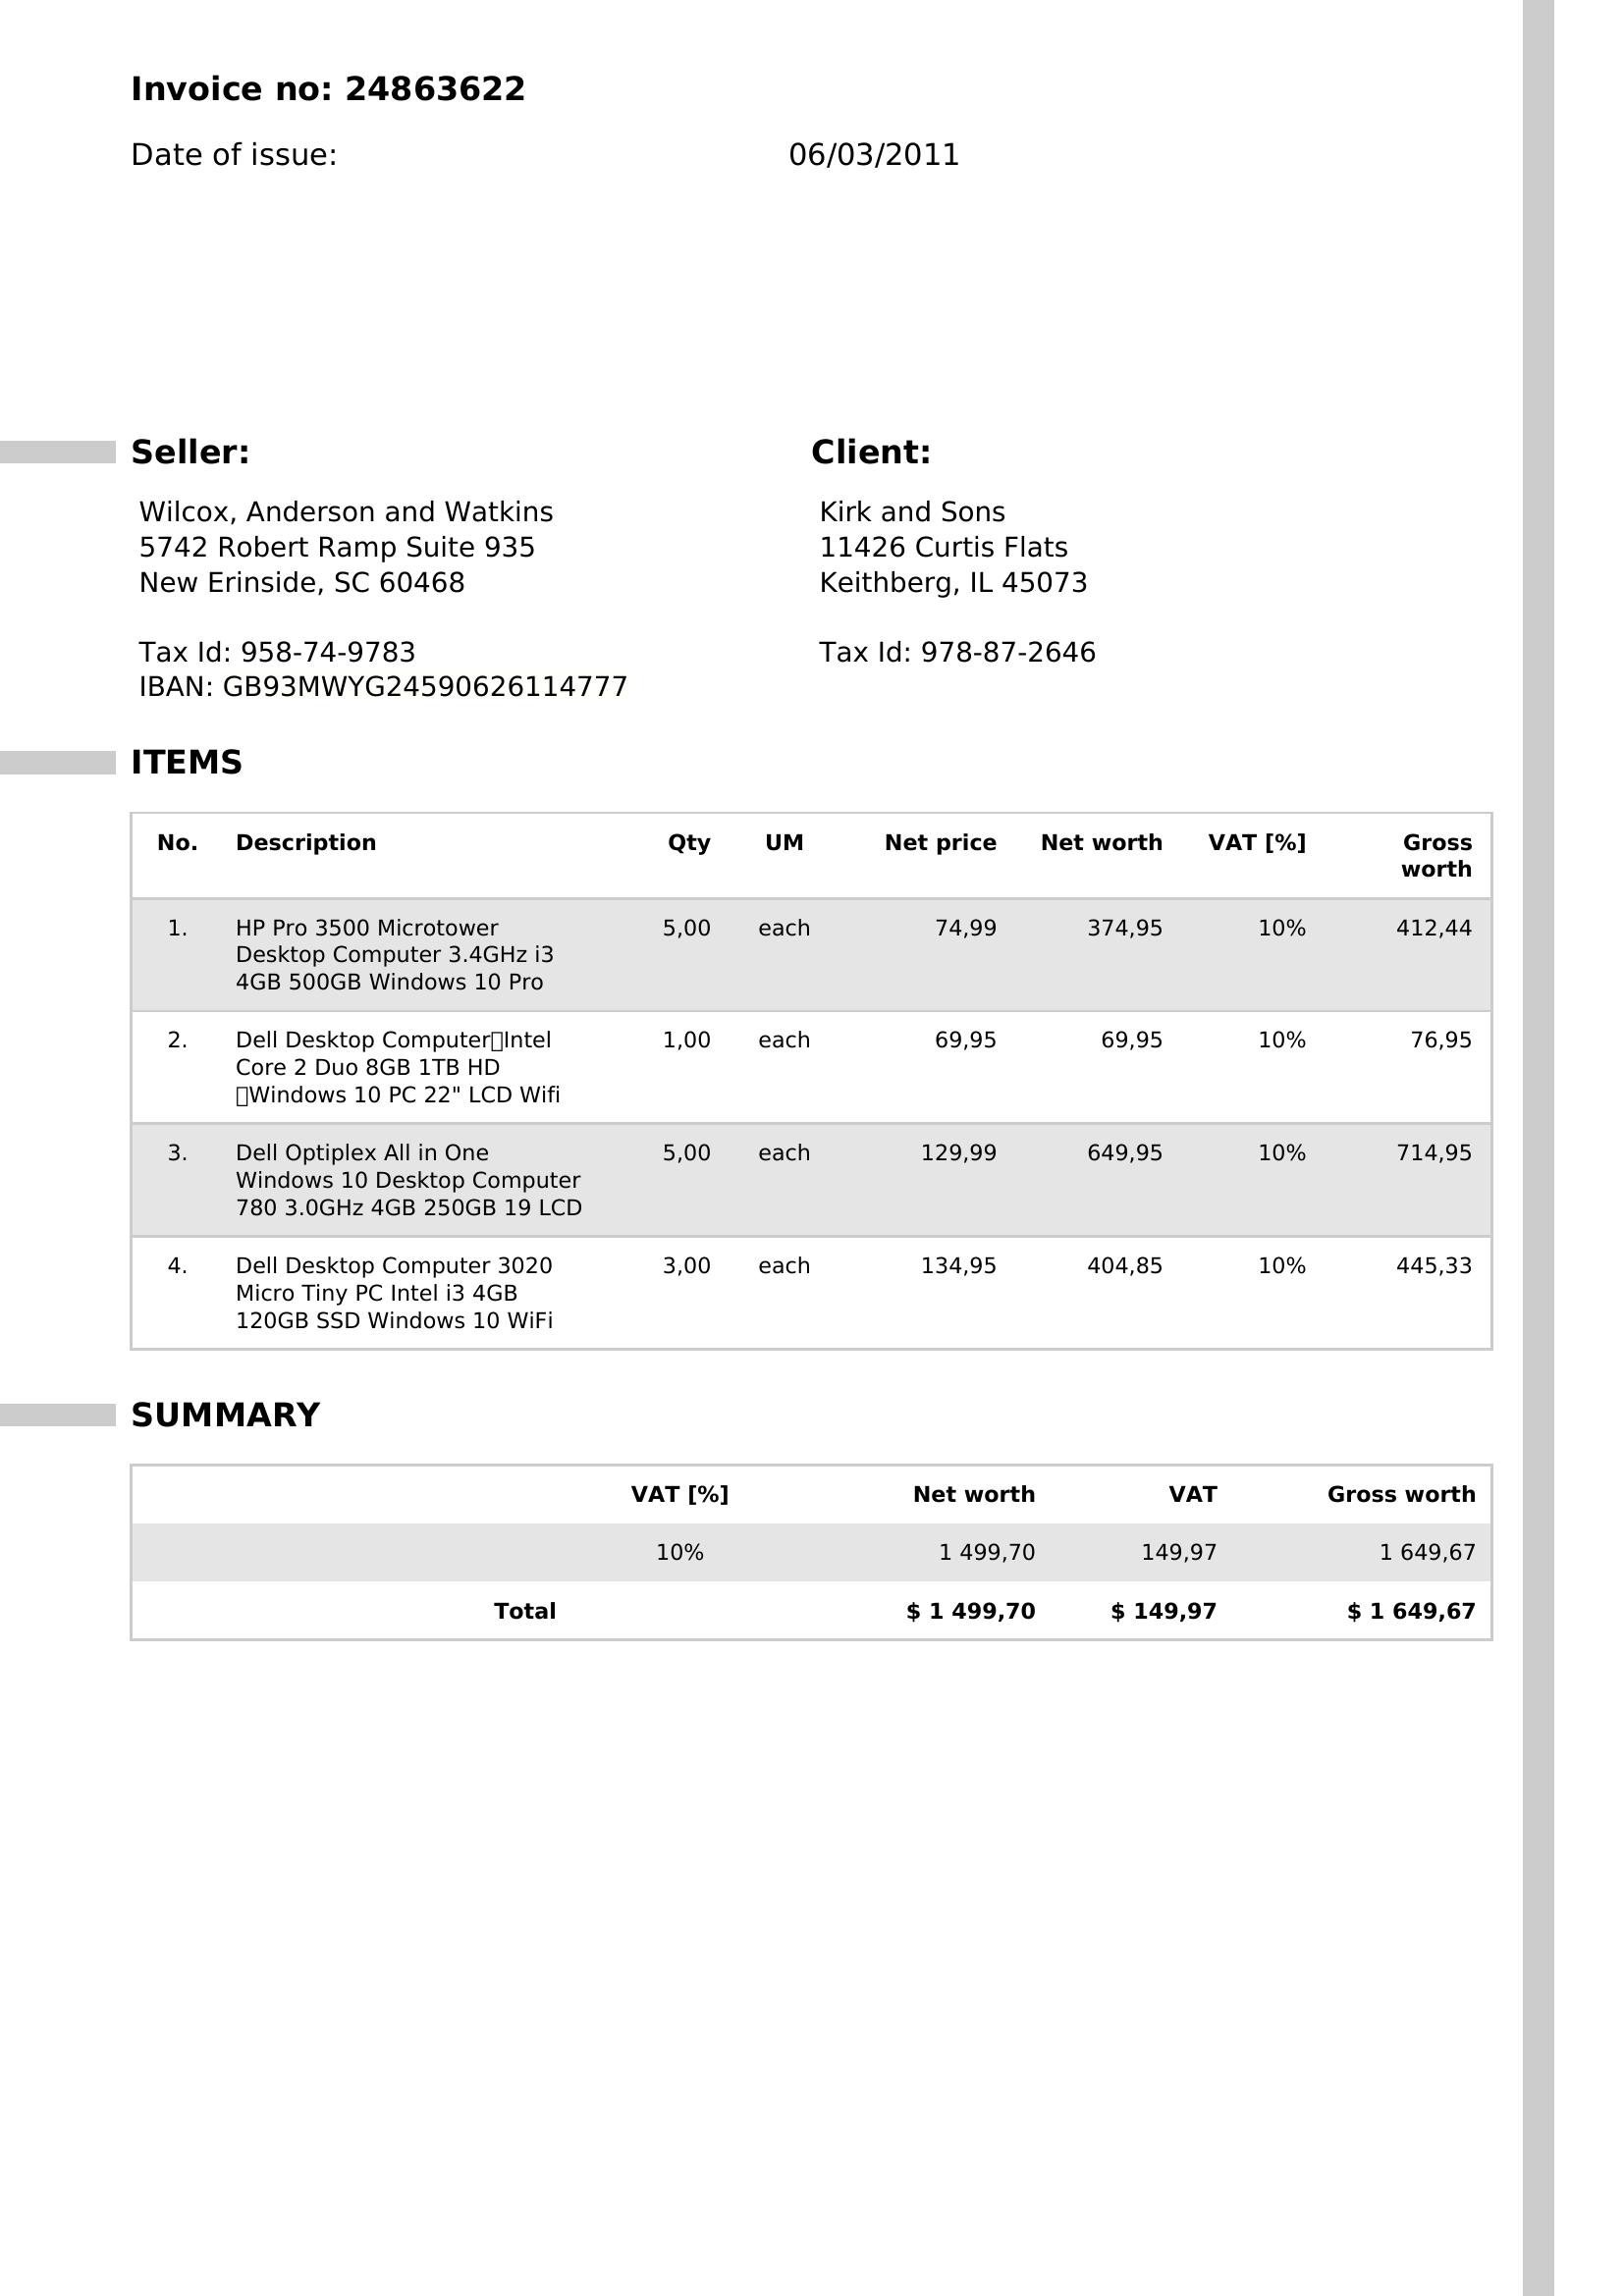 Invoice no: 24863622
Date of issue: 06/03/2011
Seller:
Wilcox, Anderson and Watkins
5742 Robert Ramp Suite 935
New Erinside, SC 60468
Tax Id: 958-74-9783
IBAN: GB93MWYG24590626114777
Client:
Kirk and Sons
11426 Curtis Flats
Keithberg, IL 45073
Tax Id: 978-87-2646
ITEMS
No. Description Qty UM Net price Net worth VAT [%] Gross
worth
1. HP Pro 3500 Microtower 5,00 each 74,99 374,95 10% 412,44
Desktop Computer 3.4GHz i3
4GB 500GB Windows 10 Pro
2. Dell Desktop Computer▯Intel 1,00 each 69,95 69,95 10% 76,95
Core 2 Duo 8GB 1TB HD
▯Windows 10 PC 22" LCD Wifi
3. Dell Optiplex All in One 5,00 each 129,99 649,95 10% 714,95
Windows 10 Desktop Computer
780 3.0GHz 4GB 250GB 19 LCD
4. Dell Desktop Computer 3020 3,00 each 134,95 404,85 10% 445,33
Micro Tiny PC Intel i3 4GB
120GB SSD Windows 10 WiFi
SUMMARY
VAT [%] Net worth VAT Gross worth
10% 1 499,70 149,97 1 649,67
Total $ 1 499,70 $ 149,97 $ 1 649,67